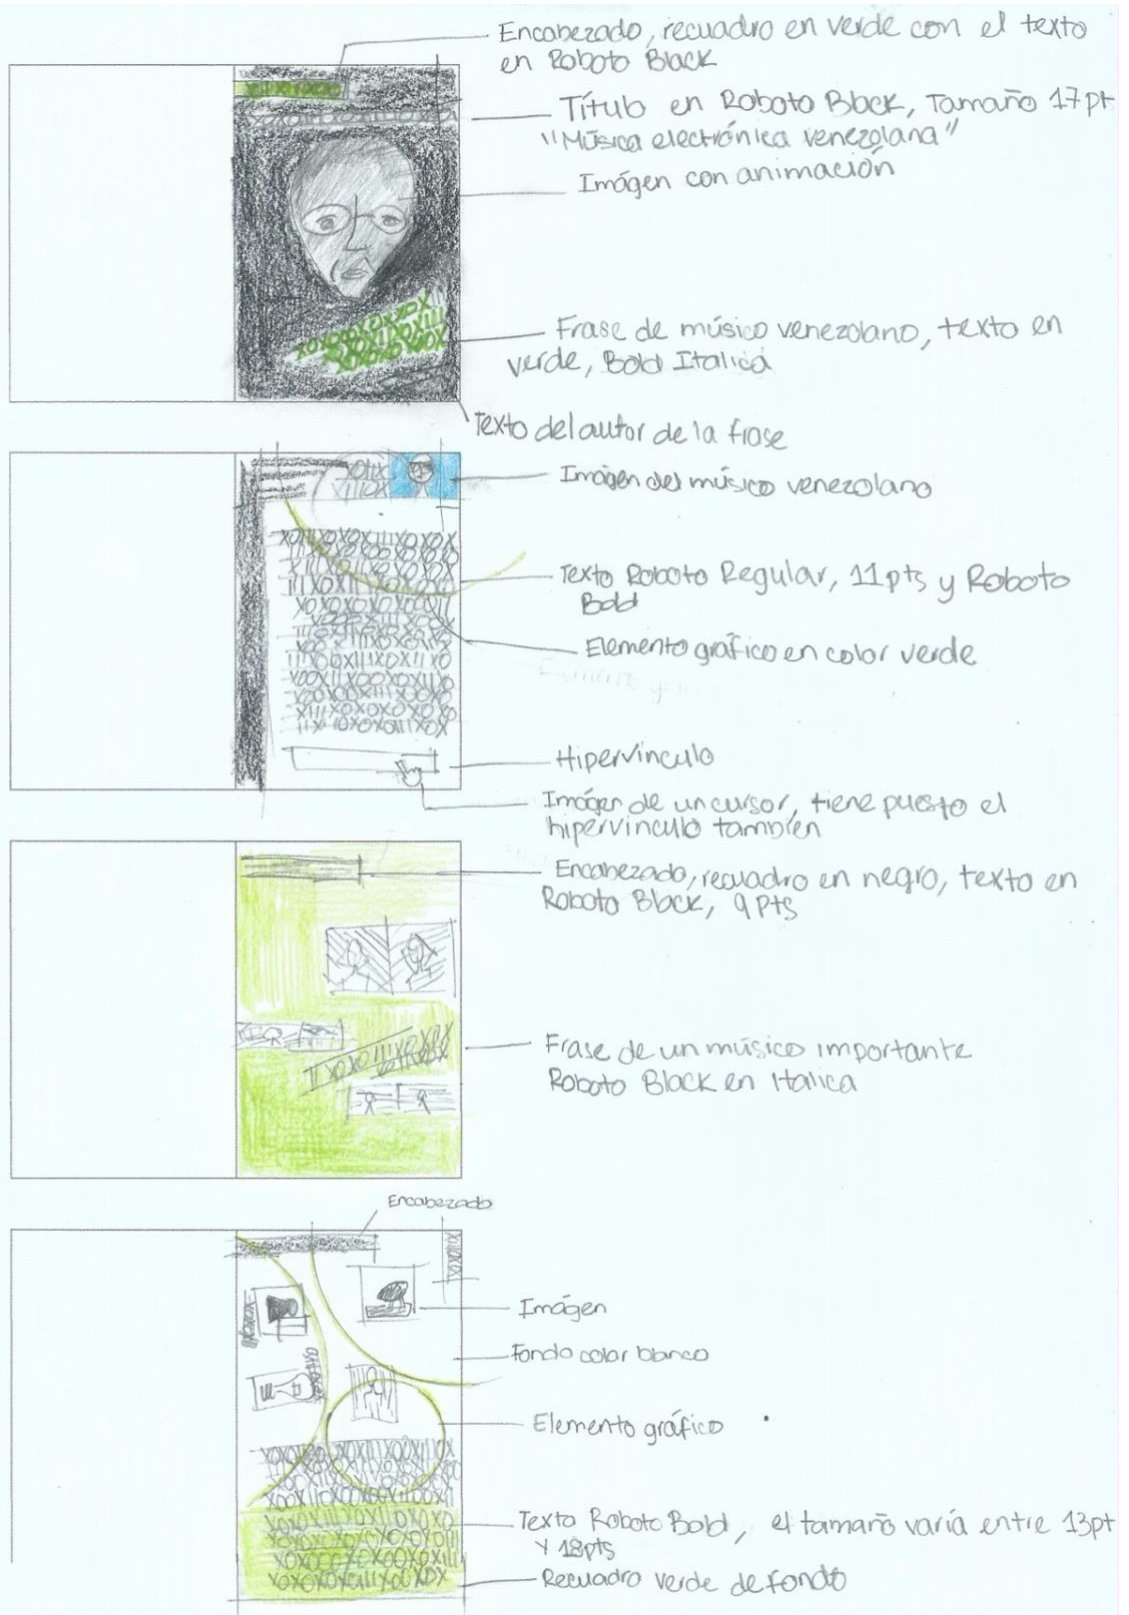 Encabezado, recuadro en verde con el texto
en Roboto Black
Título en Roboto Black, Tamaño 17pt
"Música electrónica venezolana"
Imágen con animación
Frase de músico venezolano, texto en
verde, Bold Italica
Texto del autor de la frase
Imágen del músico venezolano
Texto Roboto Regular, 11pts y Roboto
Bold
Elemento gráfico en color verde
Hipervínculo
Imágen de un cursor, tiene puesto el
hipervinculo también
Encabezado, recuadro en negro, texto en
Roboto Black, 9pts
Frase de un músico importante
Roboto Black en Italica
Encabezado
Imágen
Fondo color blanco
Elemento gráfico
Texto Roboto Bold, el tamaño varía entre 13pt
y 18pts
Recuadro verde de fondo